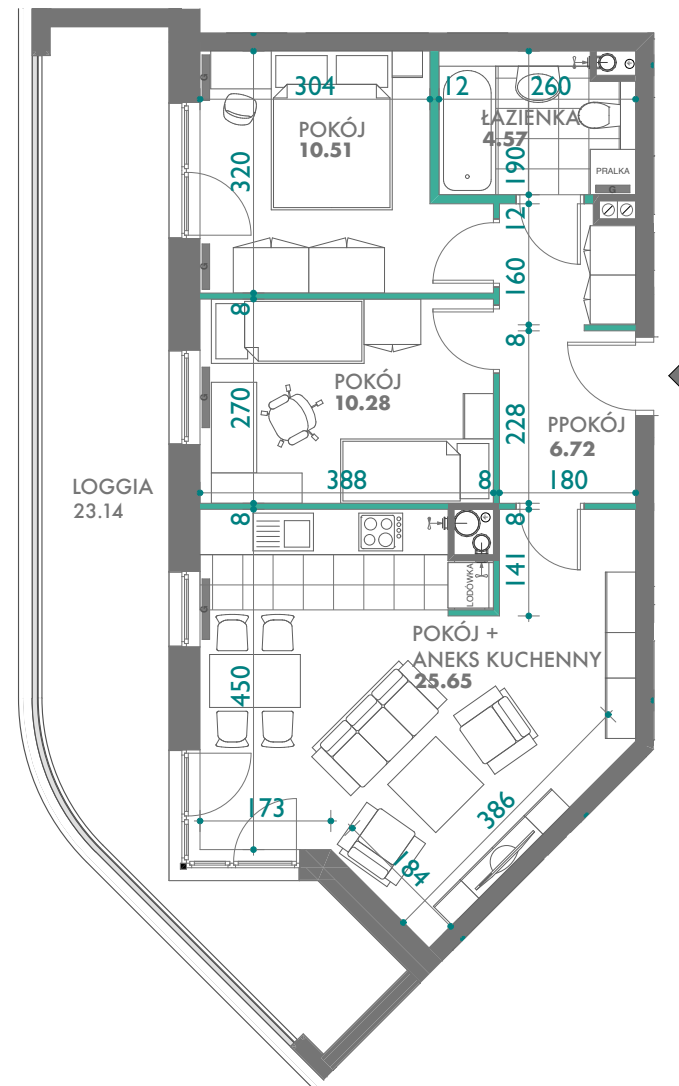 304
12
260
POKÓJ
10.51
ŁAZIENKA
4.57
320
190
PRALKA
G
G
12
160
G
8
8
POKÓJ
10.28
270
G
228
PPOKÓJ
6.72
388
8
180
LOGGIA
23.14
8
8
141
LODÓWKA
G
POKÓJ +
ANEKS KUCHENNY
25.65
450
173
386
184